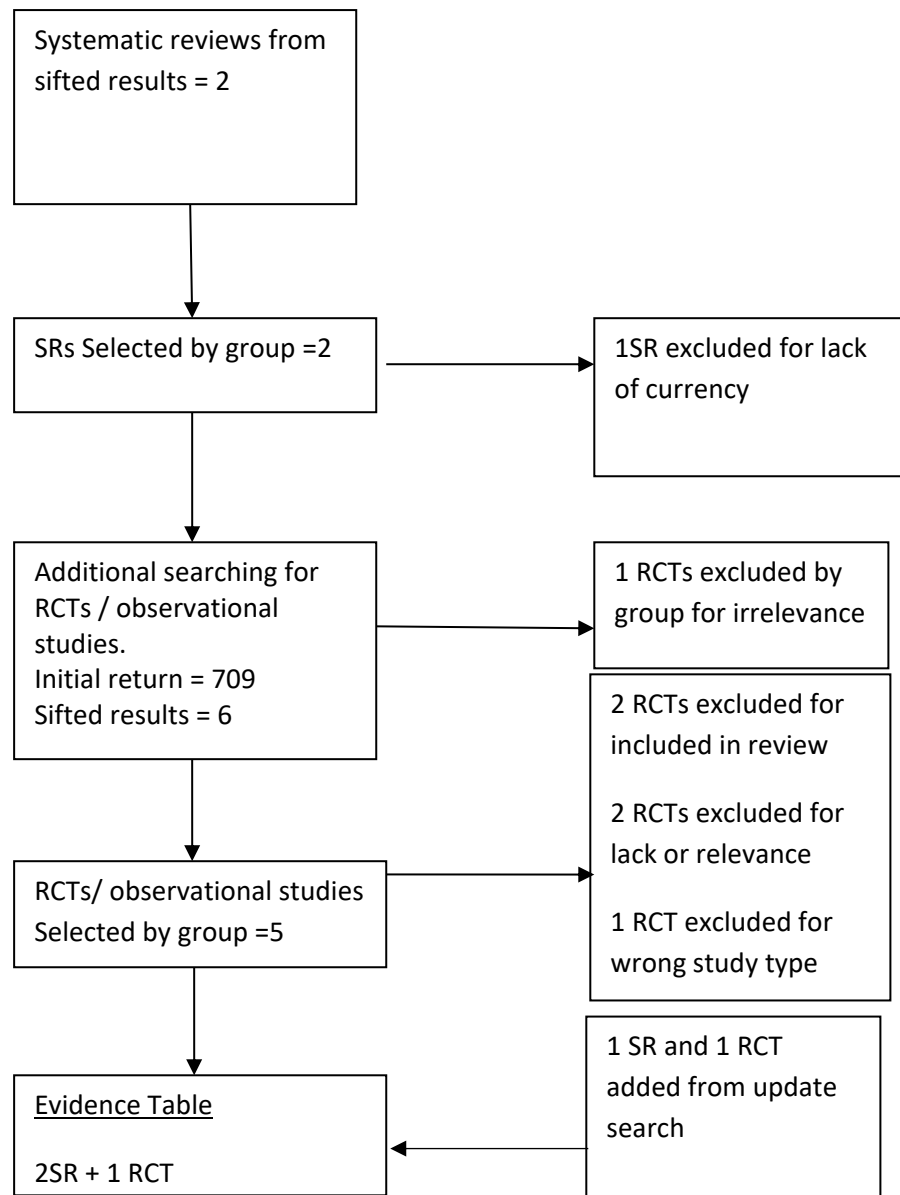 Systematic reviews from
sifted results = 2
SRs Selected by group =2
1SR excluded for lack
of currency
Additional searching for
RCTs / observational
studies.
Initial return = 709
Sifted results = 6
1 RCTs excluded by
group for irrelevance
2 RCTs excluded for
included in review
2 RCTs excluded for
lack or relevance
1 RCT excluded for
wrong study type
RCTs/ observational studies
Selected by group =5
1 SR and 1 RCT
added from update
search
Evidence Table
2SR + 1 RCT